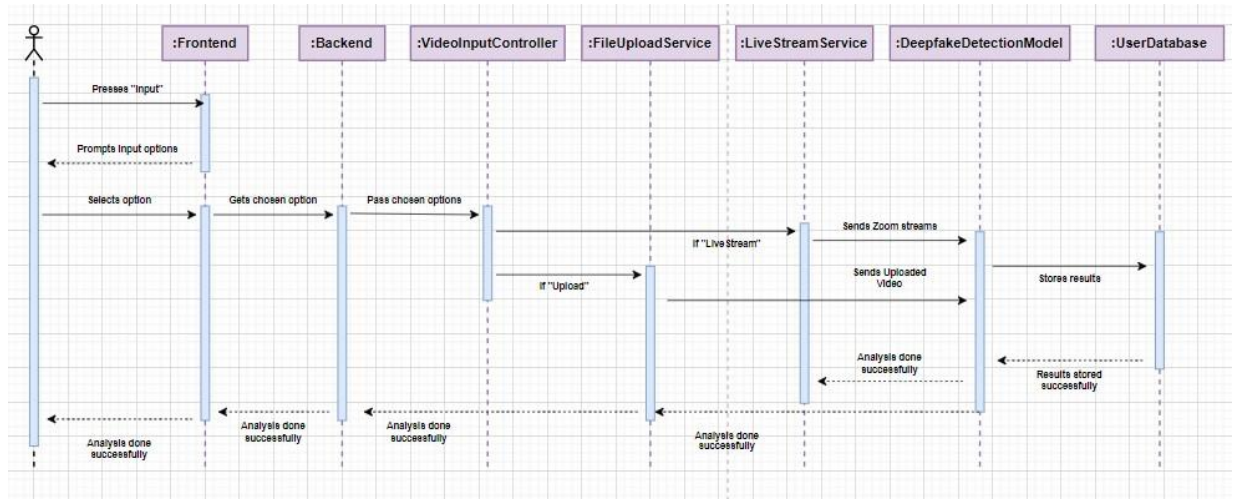 :Frontend
:Backend
:VideoInputController
:FileUploadService
:LiveStreamService
:DeepfakeDetectionModel
:UserDatabase
Presses "Input"
Prompts Input options
Selects option
Gets chosen option
Pass chosen options
If "LiveStream"
Sends Zoom streams
If "Upload"
Sends Uploaded
Video
Stores results
Results stored
successfully
Analysis done
successfully
Analysis done
successfully
Analysis done
successfully
Analysis done
successfully
Analysis done
successfully